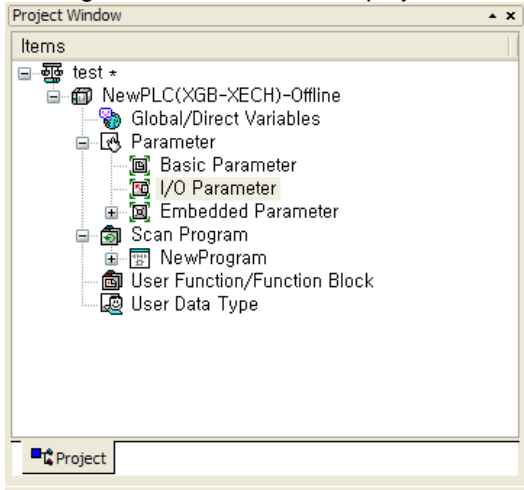 Project Window
Items
test *
NewPLC(XGB-XECH)-Offline
Global/Direct Variables
Parameter
Basic Parameter
I/O Parameter
Embedded Parameter
Scan Program
NewProgram
User Function/Function Block
User Data Type
Project